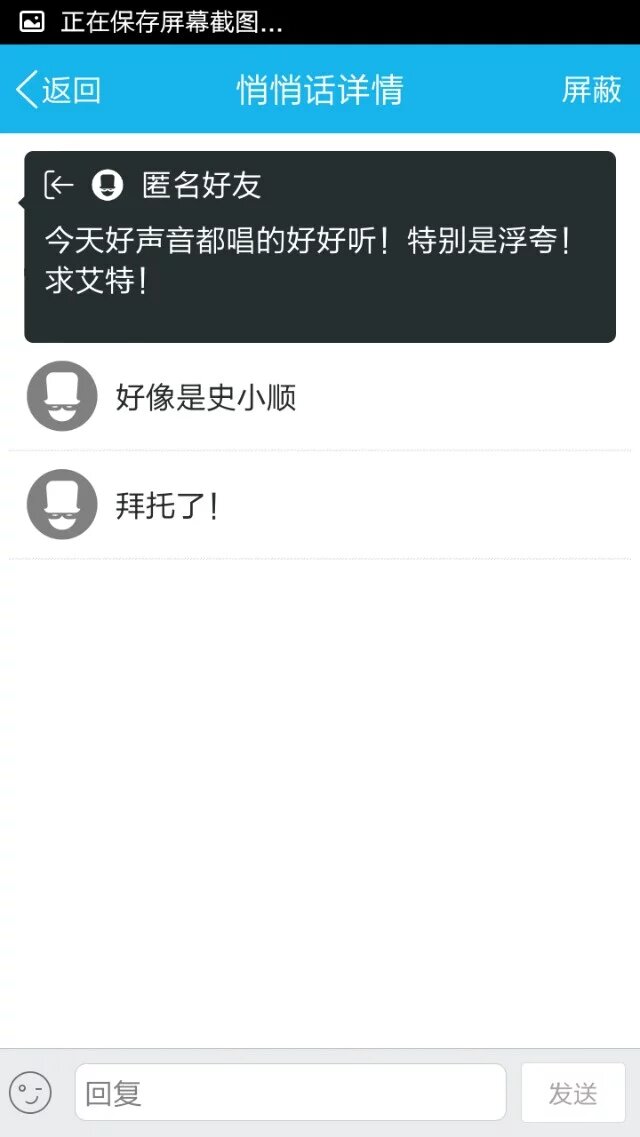 正在保存屏幕截图...
返回
悄悄话详情
屏蔽
匿名好友
今天好声音都唱的好好听！特别是浮夸！
求艾特！
好像是史小顺
拜托了！
回复
发送